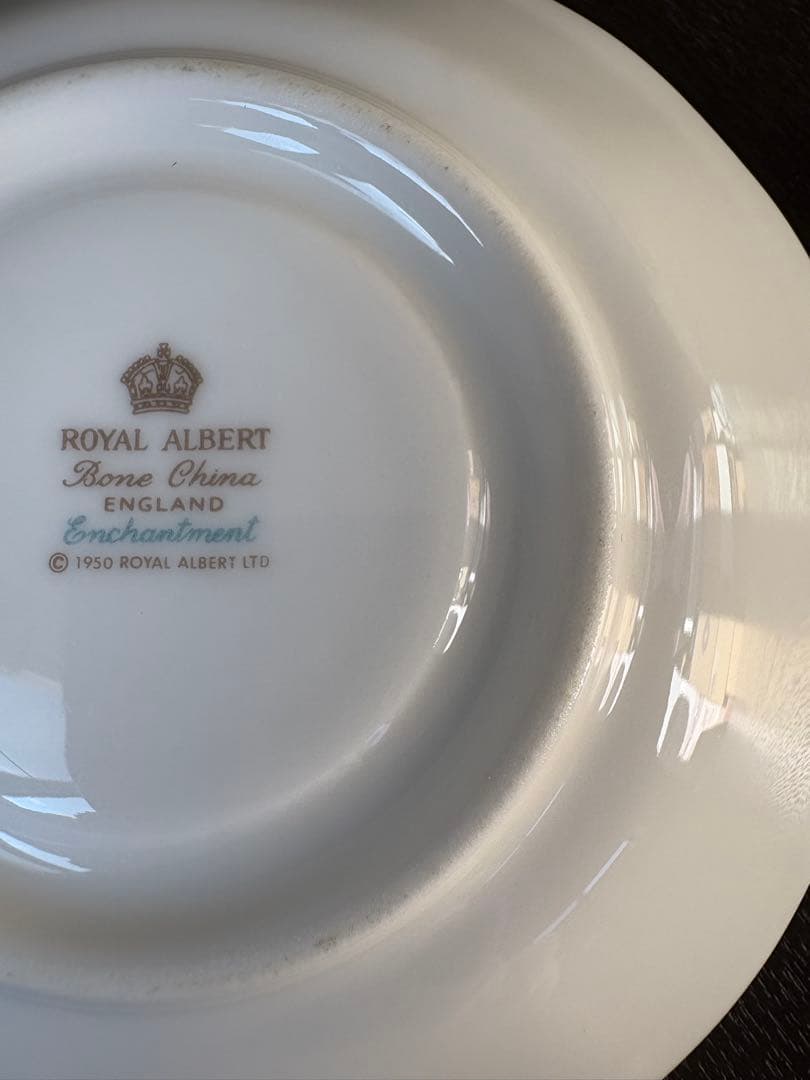 ROYAL ALBERT
Bone China
ENGLAND
Enchantment
© 1950 ROYAL ALBERT LTD